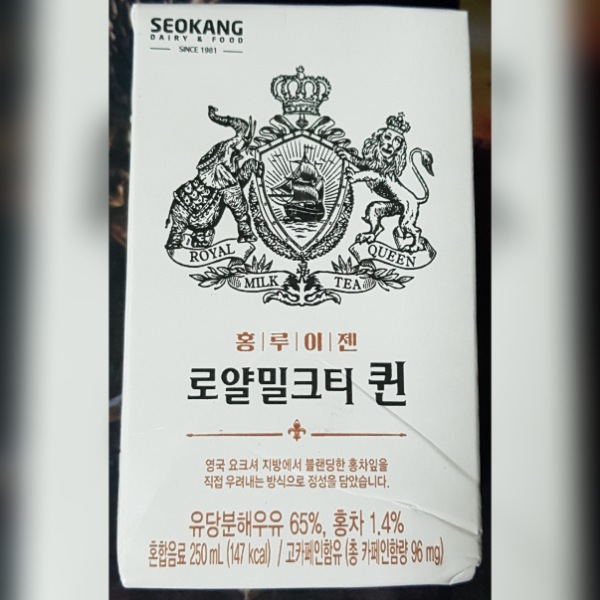 SEOKANG
DAIRY & FOOD
SINCE 1981
ROYAL QUEEN
MILK TEA
홍|루|이|젠
로얄밀크티 퀸
영국 요크셔 지방에서 블랜딩한 홍차잎을
직접 우려내는 방식으로 정성을 담았습니다.
유당분해우유 65%, 홍차 1.4%
혼합음료 250 mL (147 kcal) / 고카페인함유 (총 카페인함량 96 mg)